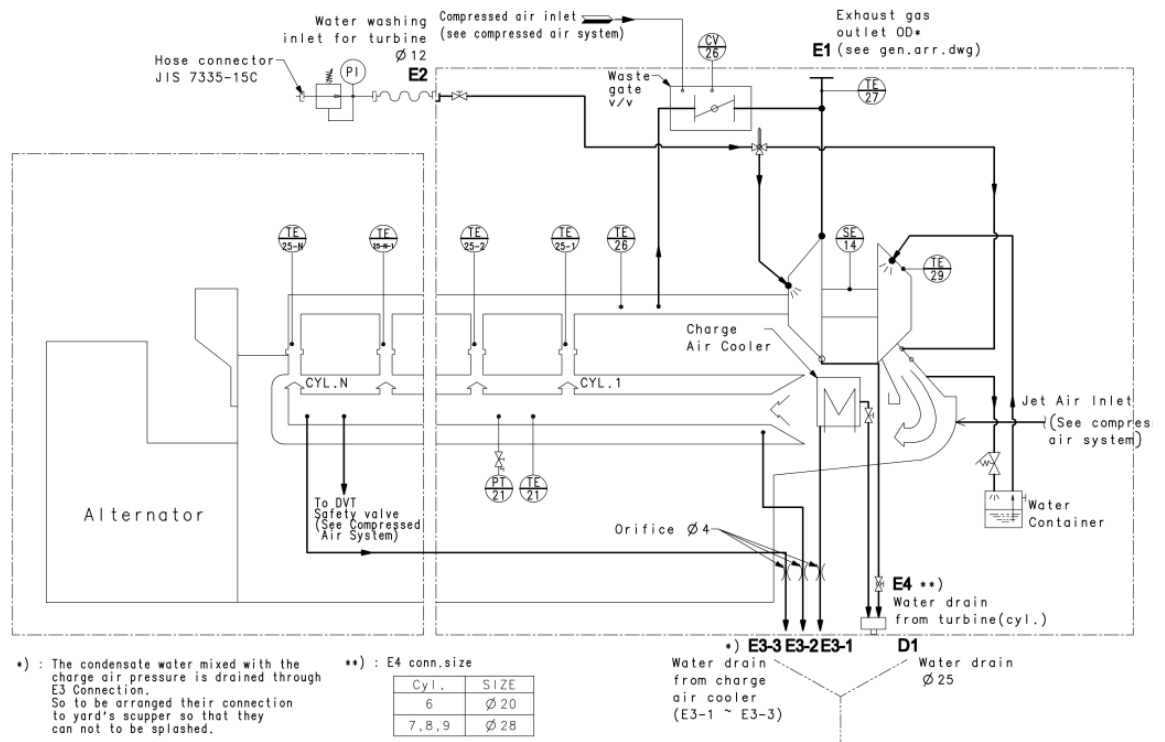 Water washing
inlet for turbine
Ø 12
E2
Compressed air inlet
(see compressed air system)
Exhaust gas
outlet OD*
E1 (see gen.arr.dwg)
Hose connector
JIS 7335-15C
PI
CV
26
Waste
gate
v/v
TE
27
TE
25-N
TE
25-N-1
TE
25-2
TE
25-1
TE
26
SE
14
TE
29
Charge
Air Cooler
CYL.N
CYL.1
Jet Air Inlet
(See compres
air system)
PT
21
TE
21
Alternator
To DVT
Safety valve
(See Compressed
Air System)
Water
Container
Orifice Ø 4
E4 **)
Water drain
from turbine(cyl.)
*) E3-3 E3-2 E3-1
D1
Water drain
from charge
air cooler
(E3-1 ~ E3-3)
Water drain
Ø 25
*) : The condensate water mixed with the
charge air pressure is drained through
E3 Connection.
So to be arranged their connection
to yard's scupper so that they
can not to be splashed.
**) : E4 conn.size
Cyl. SIZE
6 Ø 20
7,8,9 Ø 28